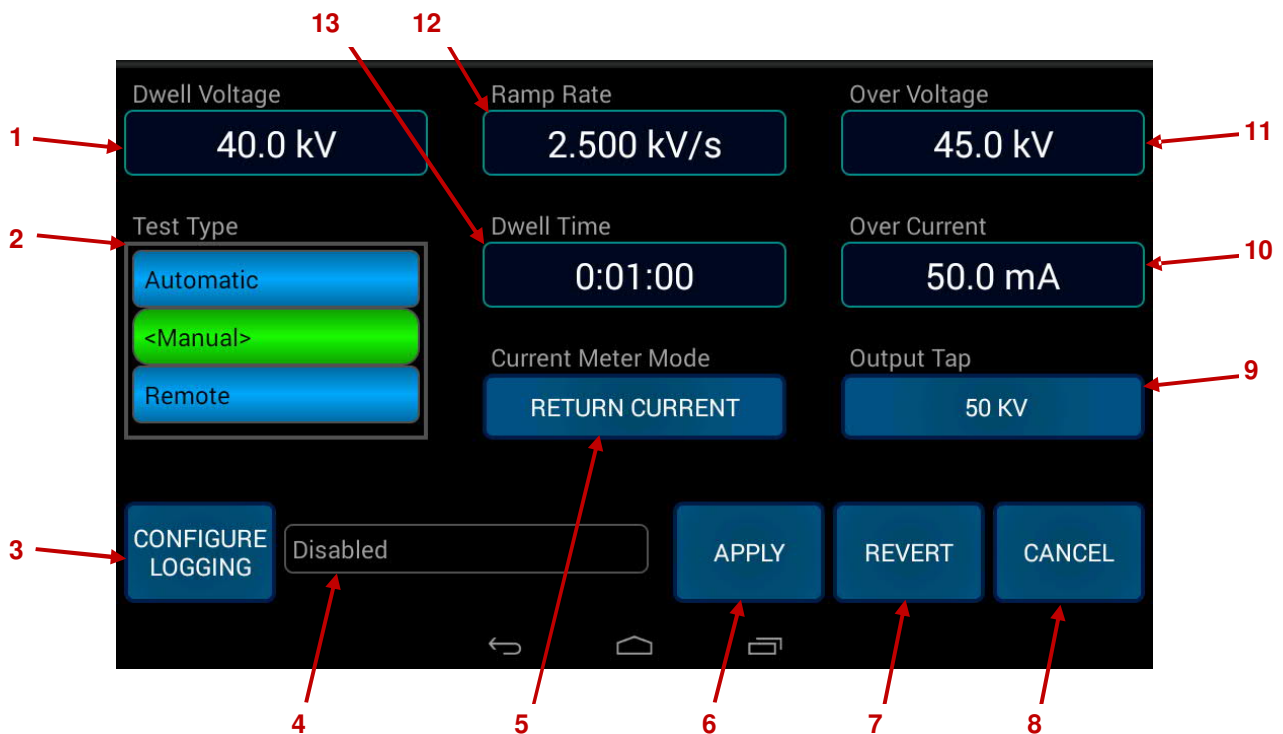 13
12
Dwell Voltage
Ramp Rate
Over Voltage
1
40.0 kV
2.500 kV/s
45.0 kV
11
2
Test Type
Dwell Time
Over Current
Automatic
0:01:00
50.0 mA
10
<Manual>
Current Meter Mode
Output Tap
9
Remote
RETURN CURRENT
50 KV
3
CONFIGURE
LOGGING
Disabled
APPLY
REVERT
CANCEL
4
5
6
7
8